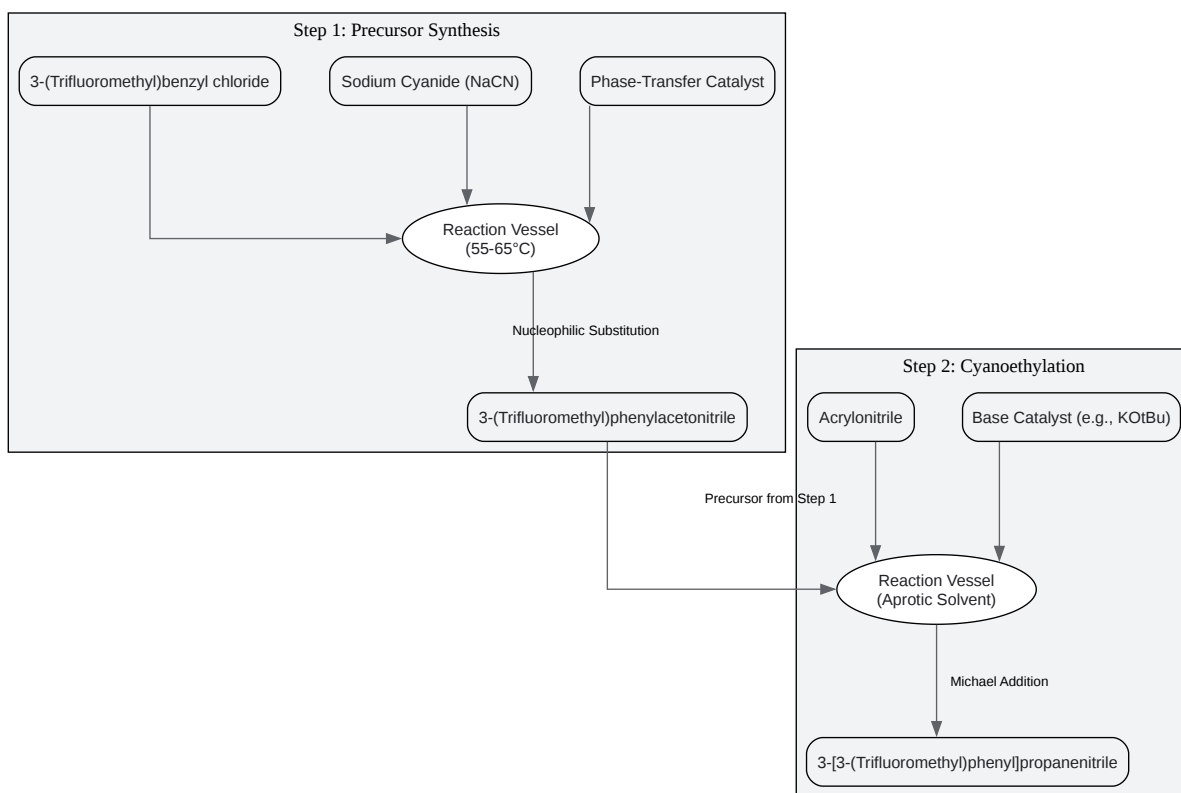 Step 1: Precursor Synthesis
3-(Trifluoromethyl)benzyl chloride
Sodium Cyanide (NaCN)
Phase-Transfer Catalyst
Reaction Vessel
(55-65°C)
Nucleophilic Substitution
3-(Trifluoromethyl)phenylacetonitrile
Step 2: Cyanoethylation
Acrylonitrile
Base Catalyst (e.g., KOtBu)
Precursor from Step 1
Reaction Vessel
(Aprotic Solvent)
Michael Addition
3-[3-(Trifluoromethyl)phenyl]propanenitrile